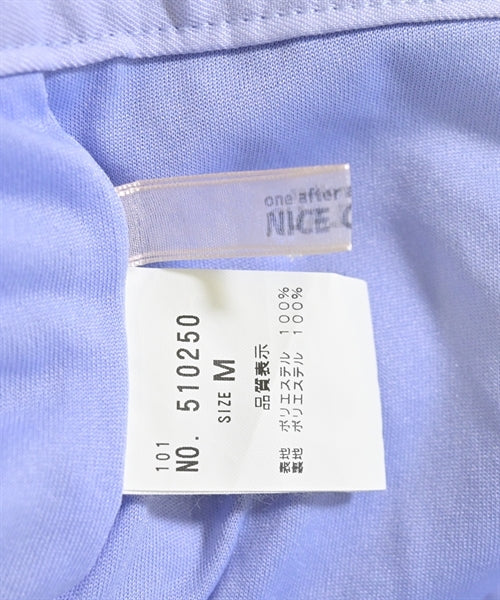 one after a
NICE C
101
NO. 510250
SIZE M
品質表示
表地 ポリエステル 100%
裏地 ポリエステル 100%